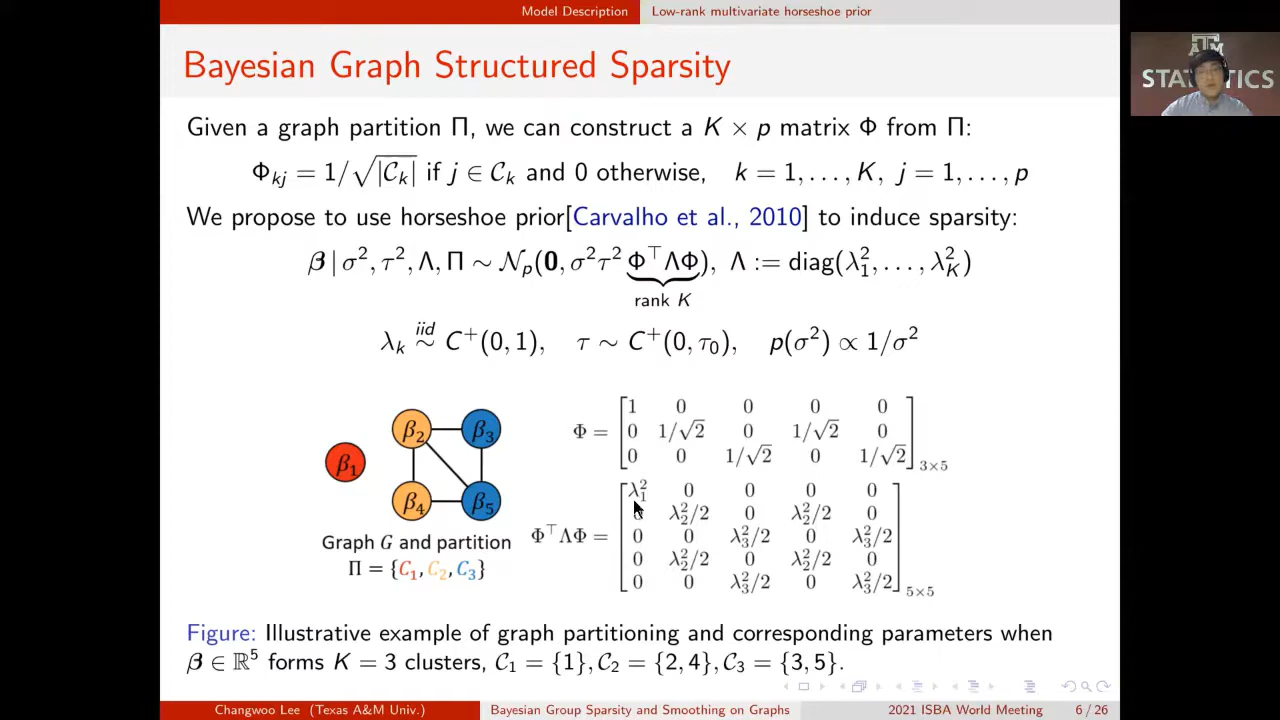 Model Description Low-rank multivariate horseshoe prior
Bayesian Graph Structured Sparsity
Given a graph partition Π, we can construct a K × p matrix Φ from Π:
Φ_kj = 1/√|C_k| if j ∈ C_k and 0 otherwise, k = 1, . . . , K, j = 1, . . . , p
We propose to use horseshoe prior[Carvalho et al., 2010] to induce sparsity:
β | σ², τ², Λ, Π ∼ N_p(0, σ²τ² Φ⊤ΛΦ), Λ := diag(λ₁², . . . , λ_K²)
rank K
λ_k iid∼ C⁺(0, 1), τ ∼ C⁺(0, τ₀), p(σ²) ∝ 1/σ²
β₁ β₂ β₃ β₄ β₅
Graph G and partition
Π = {C₁, C₂, C₃}
Φ =
1 0 0 0 0
0 1/√2 0 1/√2 0
0 0 1/√2 0 1/√2
3×5
Φ⊤ΛΦ =
λ₁² 0 0 0 0
0 λ₂²/2 0 λ₂²/2 0
0 0 λ₃²/2 0 λ₃²/2
0 λ₂²/2 0 λ₂²/2 0
0 0 λ₃²/2 0 λ₃²/2
5×5
Figure: Illustrative example of graph partitioning and corresponding parameters when
β ∈ ℝ⁵ forms K = 3 clusters, C₁ = {1}, C₂ = {2, 4}, C₃ = {3, 5}.
Changwoo Lee (Texas A&M Univ.) Bayesian Group Sparsity and Smoothing on Graphs 2021 ISBA World Meeting 6 / 26